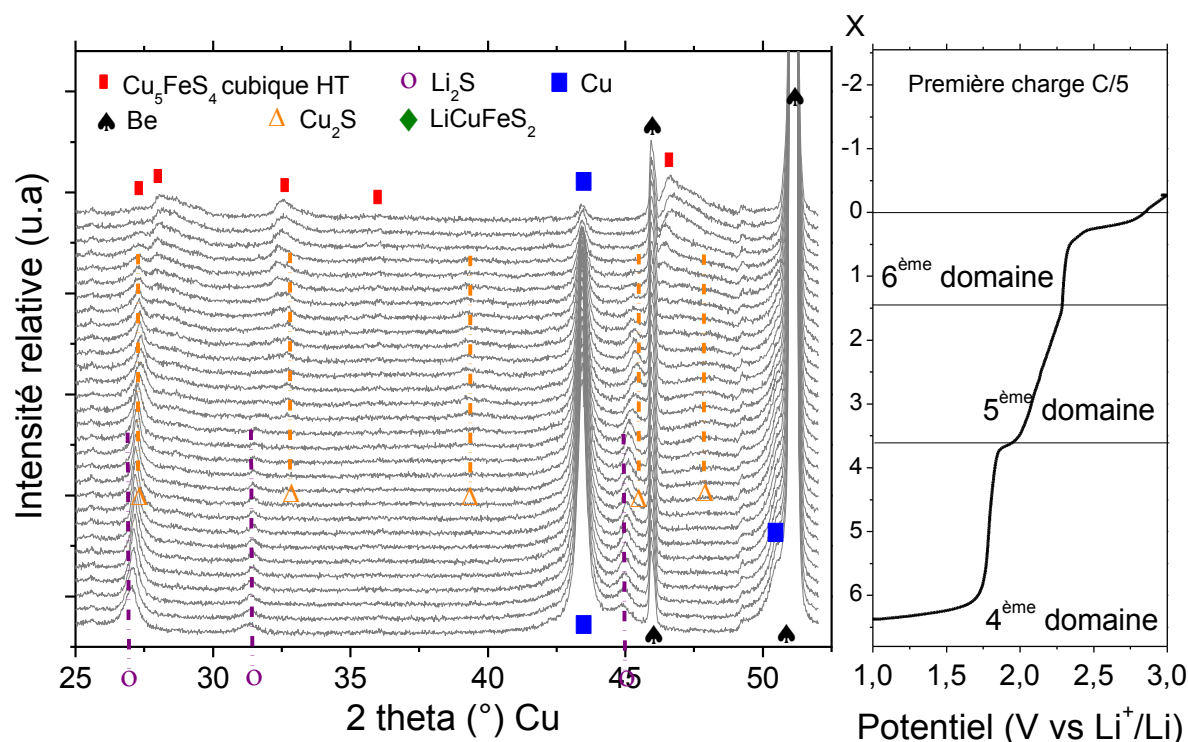 X
Cu5FeS4 cubique HT
Li2S
Cu
Be
Cu2S
LiCuFeS2
Intensité relative (u.a)
25 30 35 40 45 50
2 theta (°) Cu
Première charge C/5
-2
-1
0
1
2
3
4
5
6
6ème domaine
5ème domaine
4ème domaine
1,0 1,5 2,0 2,5 3,0
Potentiel (V vs Li+/Li)